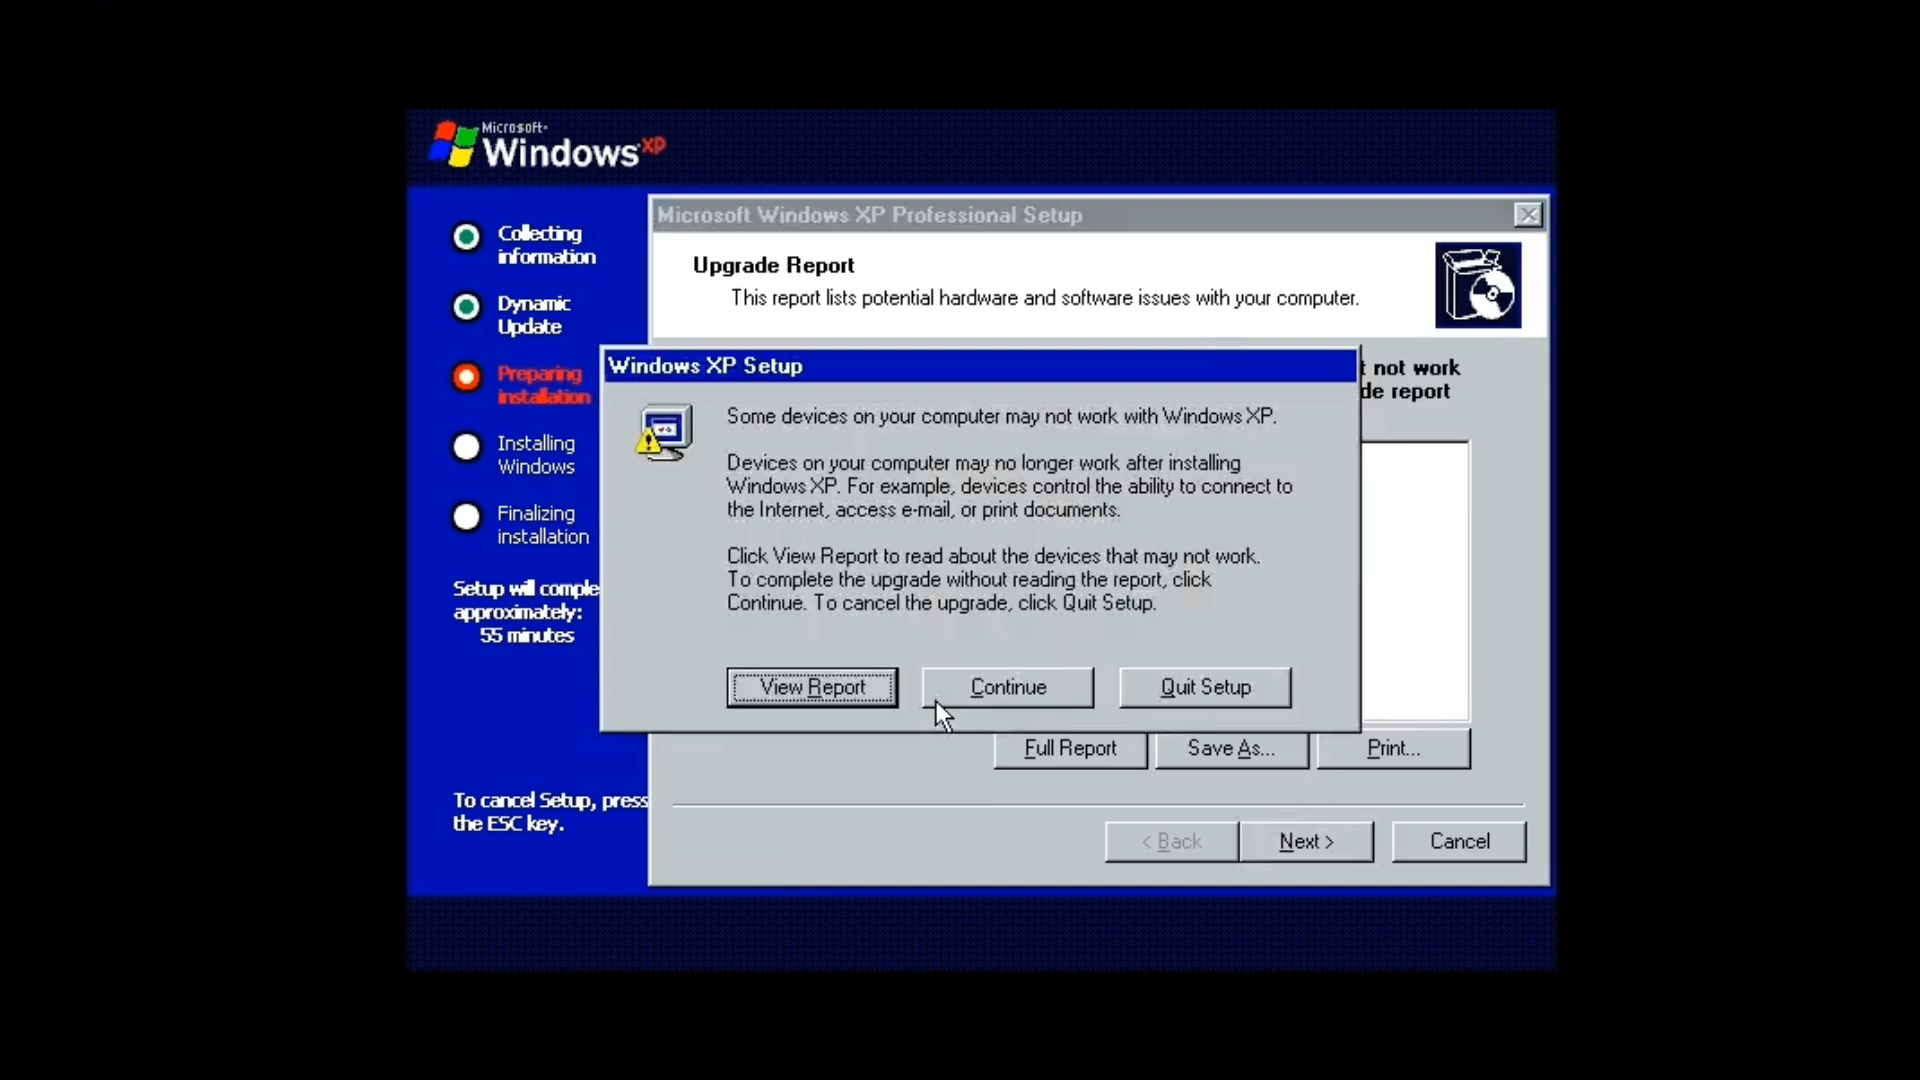 Microsoft
Windows XP
Collecting
information
Dynamic
Update
Preparing
installation
Installing
Windows
Finalizing
installation
Setup will comple
approximately:
55 minutes
To cancel Setup, press
the ESC key.
Microsoft Windows XP Professional Setup
Upgrade Report
This report lists potential hardware and software issues with your computer.
t not work
de report
Windows XP Setup
Some devices on your computer may not work with Windows XP.
Devices on your computer may no longer work after installing
Windows XP. For example, devices control the ability to connect to
the Internet, access e-mail, or print documents.
Click View Report to read about the devices that may not work.
To complete the upgrade without reading the report, click
Continue. To cancel the upgrade, click Quit Setup.
View Report
Continue
Quit Setup
Full Report
Save As...
Print...
< Back
Next >
Cancel